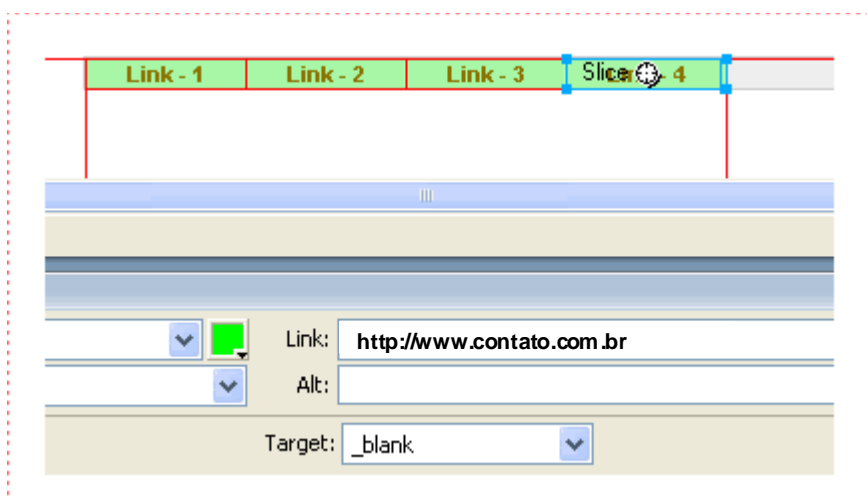 Link - 1 Link - 2 Link - 3 Slice - 4
Link: http://www.contato.com.br
Alt:
Target: _blank